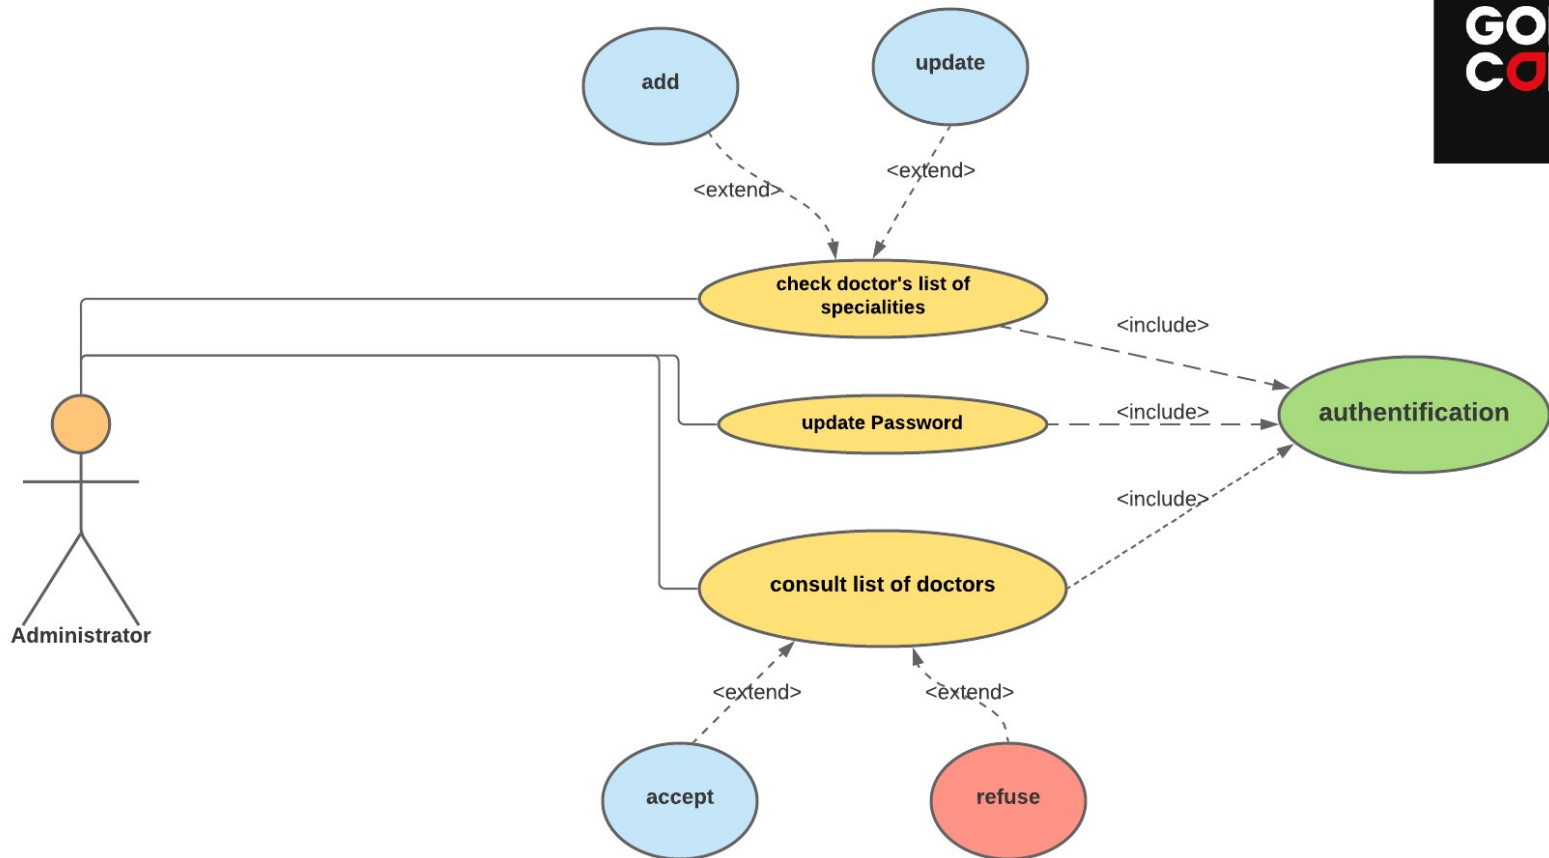 GO
CO
add
update
<extend>
<extend>
check doctor's list of
specialities
<include>
update Password
<include>
authentification
<include>
consult list of doctors
Administrator
<extend>
<extend>
accept
refuse